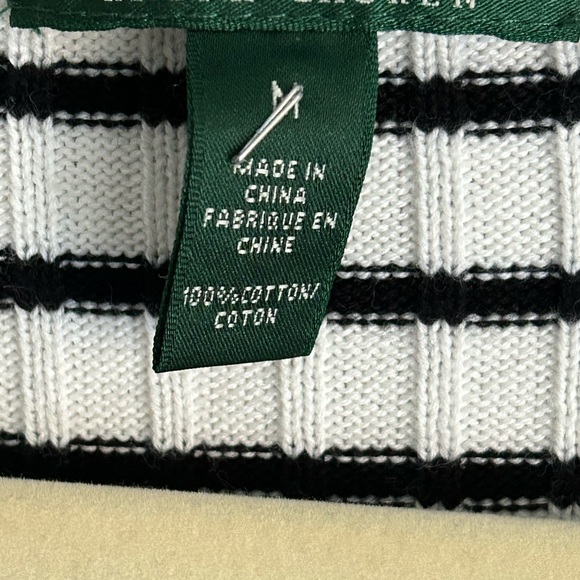 M
MADE IN
CHINA
FABRIQUE EN
CHINE
100%COTTON/
COTON